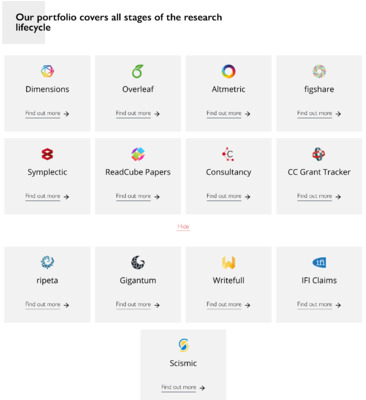 Our portfolio covers all stages of the research
lifecycle
Dimensions
Overleaf
Altmetric
figshare
Find out more →
Find out more →
Find out more →
Find out more →
Symplectic
ReadCube Papers
Consultancy
CC Grant Tracker
Find out more →
Find out more →
Find out more →
Find out more →
Hide
ripeta
Gigantum
Writefull
IFI Claims
Find out more →
Find out more →
Find out more →
Find out more →
Scismic
Find out more →